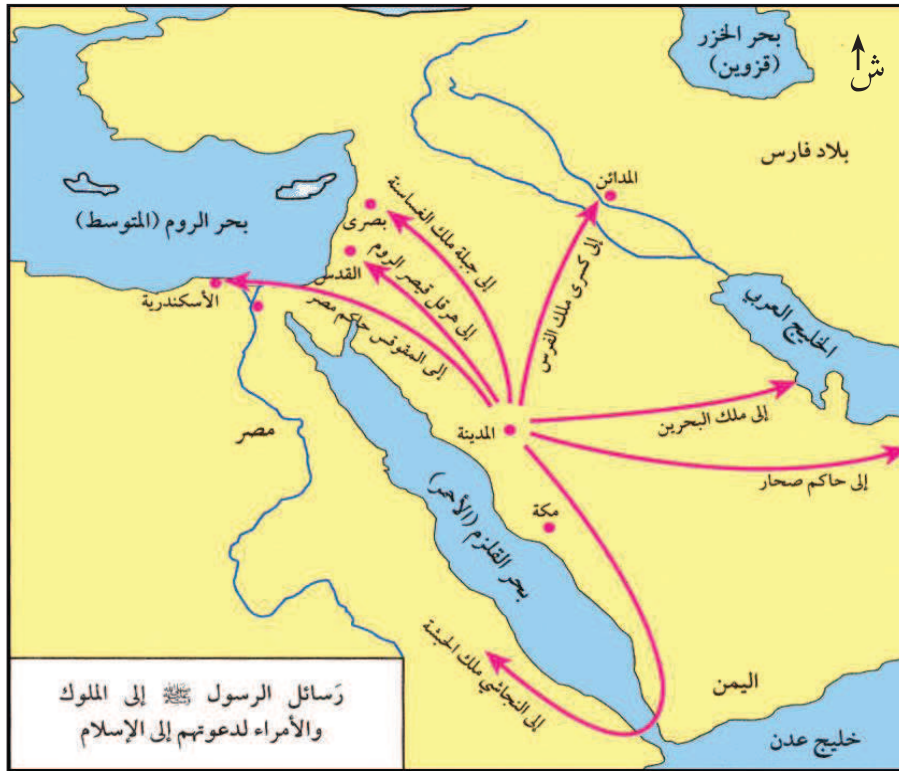 بحر الخزر
(قزوين)
ش
بلاد فارس
المدائن
بحر الروم (المتوسط)
بصرى
القدس
الأسكندرية
إلى جبلة ملك الغساسنة
إلى هرقل قيصر الروم
إلى المقوقس حاكم مصر
إلى كسرى ملك الفرس
الخليج العربي
إلى ملك البحرين
إلى حاكم صحار
المدينة
مصر
مكة
بحر القلزم (الأحمر)
إلى النجاشي ملك الحبشة
اليمن
خليج عدن
رَسائل الرسول ﷺ إلى الملوك
والأمراء لدعوتهم إلى الإسلام